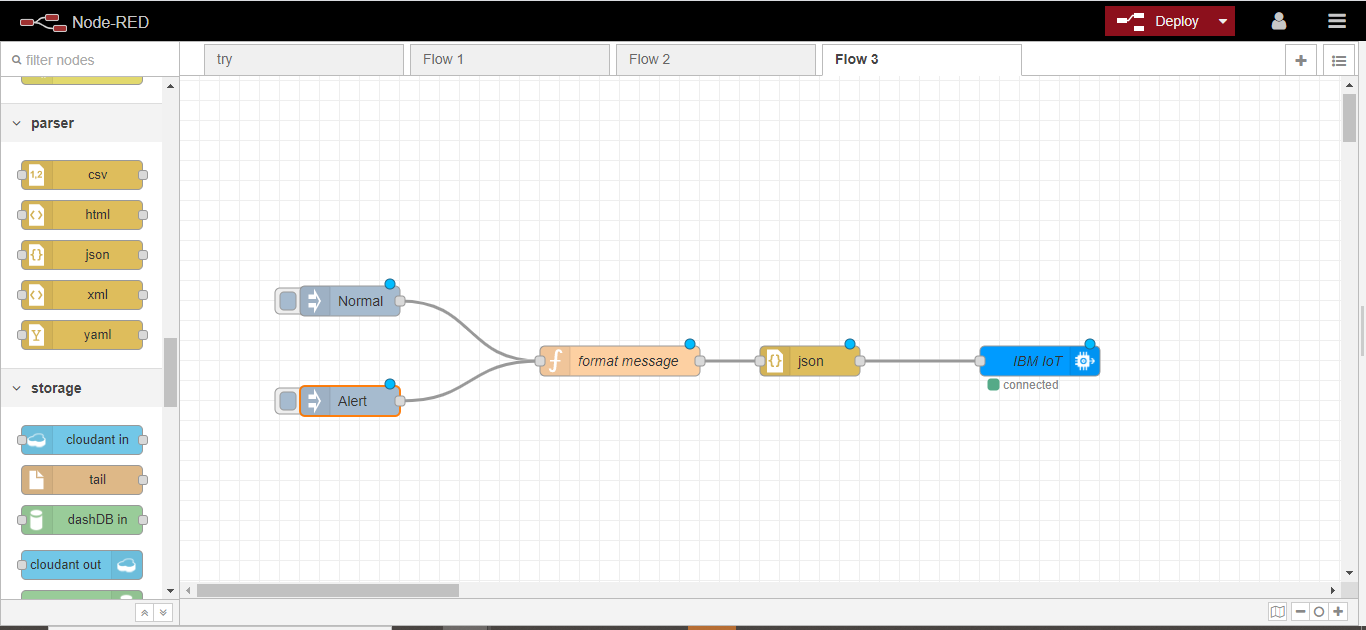 Node-RED
Deploy
filter nodes
try
Flow 1
Flow 2
Flow 3
parser
1,2
csv
html
json
xml
Y
yaml
storage
cloudant in
tail
dashDB in
cloudant out
Normal
Alert
f
format message
json
IBM IoT
connected